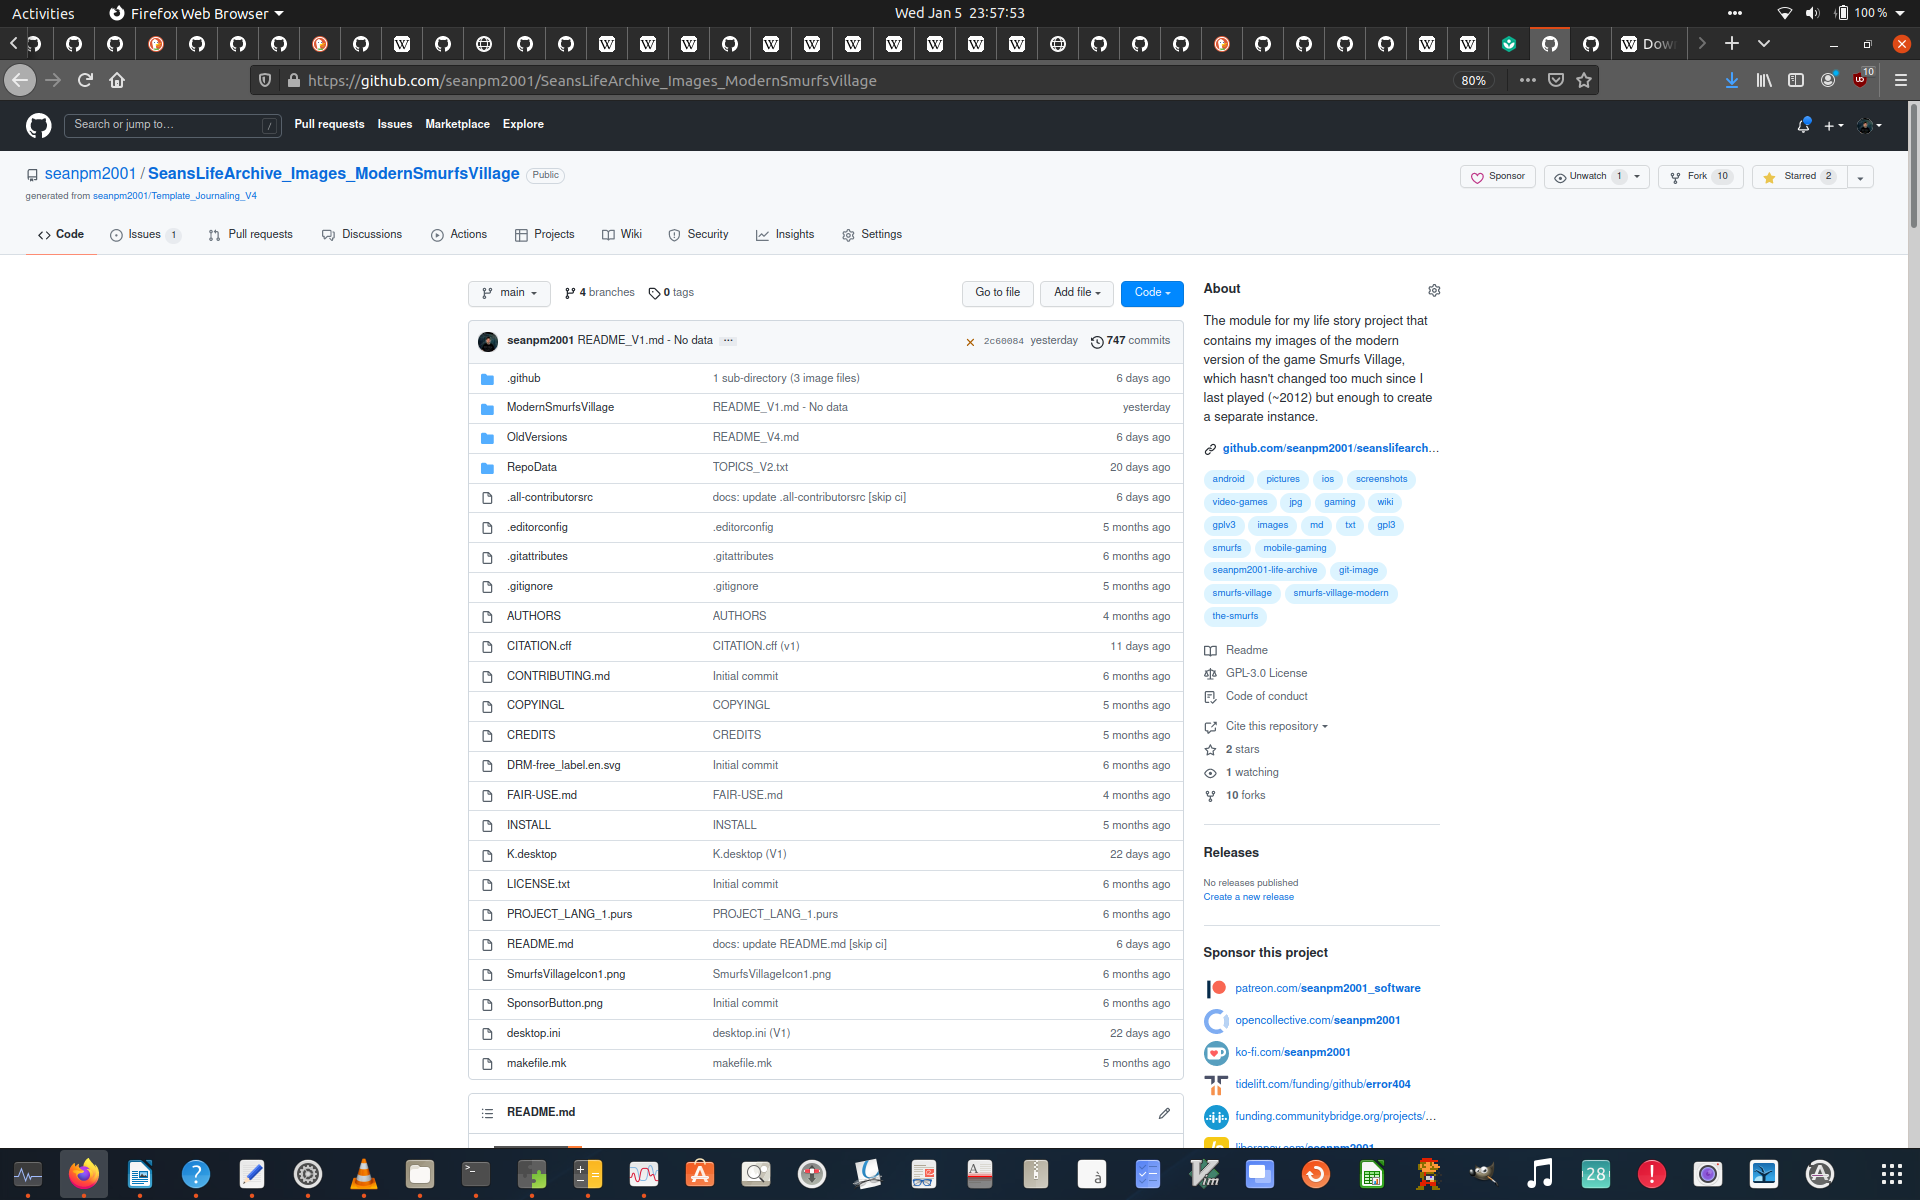 Activities
Firefox Web Browser
Wed Jan 5 23:57:53
100 %
Dow
https://github.com/seanpm2001/SeansLifeArchive_Images_ModernSmurfsVillage
80%
10
Search or jump to…
/
Pull requests
Issues
Marketplace
Explore
seanpm2001 / SeansLifeArchive_Images_ModernSmurfsVillage Public
generated from seanpm2001/Template_Journaling_V4
Sponsor
Unwatch 1
Fork 10
Starred 2
Code
Issues 1
Pull requests
Discussions
Actions
Projects
Wiki
Security
Insights
Settings
main
4 branches
0 tags
Go to file
Add file
Code
seanpm2001 README_V1.md - No data ... 2c60084 yesterday 747 commits
.github 1 sub-directory (3 image files) 6 days ago
ModernSmurfsVillage README_V1.md - No data yesterday
OldVersions README_V4.md 6 days ago
RepoData TOPICS_V2.txt 20 days ago
.all-contributorsrc docs: update .all-contributorsrc [skip ci] 6 days ago
.editorconfig .editorconfig 5 months ago
.gitattributes .gitattributes 6 months ago
.gitignore .gitignore 5 months ago
AUTHORS AUTHORS 4 months ago
CITATION.cff CITATION.cff (v1) 11 days ago
CONTRIBUTING.md Initial commit 6 months ago
COPYINGL COPYINGL 5 months ago
CREDITS CREDITS 5 months ago
DRM-free_label.en.svg Initial commit 6 months ago
FAIR-USE.md FAIR-USE.md 4 months ago
INSTALL INSTALL 5 months ago
K.desktop K.desktop (V1) 22 days ago
LICENSE.txt Initial commit 6 months ago
PROJECT_LANG_1.purs PROJECT_LANG_1.purs 6 months ago
README.md docs: update README.md [skip ci] 6 days ago
SmurfsVillageIcon1.png SmurfsVillageIcon1.png 6 months ago
SponsorButton.png Initial commit 6 months ago
desktop.ini desktop.ini (V1) 22 days ago
makefile.mk makefile.mk 5 months ago
README.md
About
The module for my life story project that
contains my images of the modern
version of the game Smurfs Village,
which hasn't changed too much since I
last played (~2012) but enough to create
a separate instance.
github.com/seanpm2001/seanslifearch…
android pictures ios screenshots
video-games jpg gaming wiki
gplv3 images md txt gpl3
smurfs mobile-gaming
seanpm2001-life-archive git-image
smurfs-village smurfs-village-modern
the-smurfs
Readme
GPL-3.0 License
Code of conduct
Cite this repository
2 stars
1 watching
10 forks
Releases
No releases published
Create a new release
Sponsor this project
patreon.com/seanpm2001_software
opencollective.com/seanpm2001
ko-fi.com/seanpm2001
tidelift.com/funding/github/error404
funding.communitybridge.org/projects/…
liberapay.com/seanpm2001
28